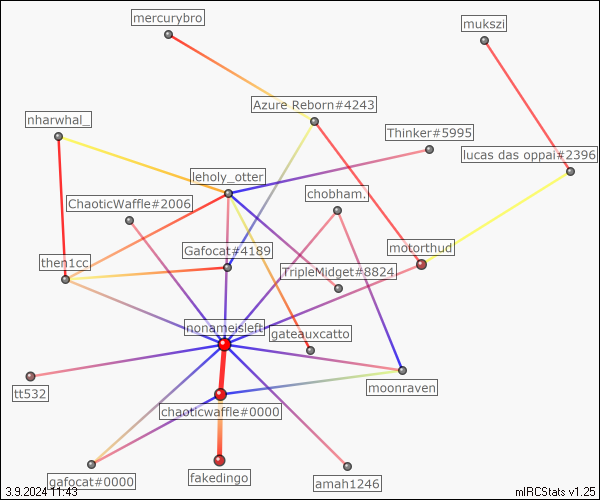 mercurybro
mukszi
Azure Reborn#4243
nharwhal_
Thinker#5995
lucas das oppai#2396
leholy_otter
chobham.
ChaoticWaffle#2006
Gafocat#4189
motorthud
then1cc
TripleMidget#8824
nonameisleft
gateauxcatto
tt532
moonraven
chaoticwaffle#0000
gafocat#0000
fakedingo
amah1246
3.9.2024 11:43
mIRCStats v1.25